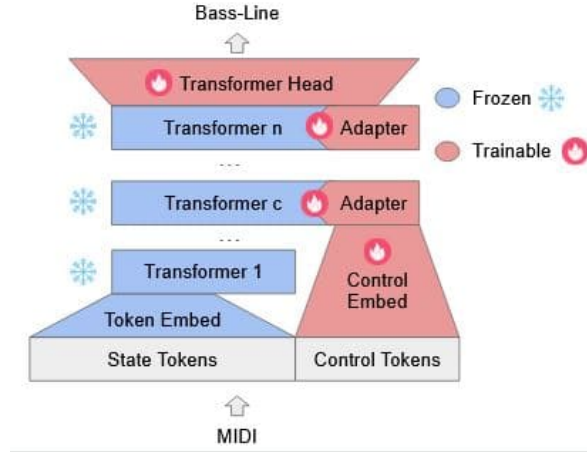 Bass-Line
Transformer Head
Frozen
Transformer n
Adapter
Trainable
...
Transformer c
Adapter
...
Transformer 1
Control
Embed
Token Embed
State Tokens
Control Tokens
MIDI